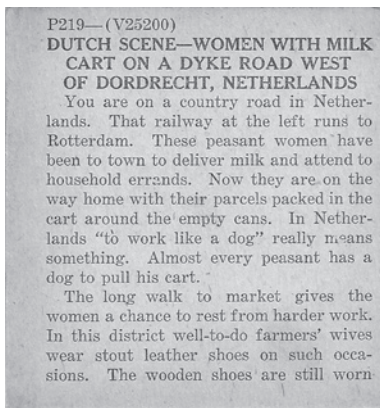 P219—(V25200)
DUTCH SCENE—WOMEN WITH MILK
CART ON A DYKE ROAD WEST
OF DORDRECHT, NETHERLANDS
You are on a country road in Nether-
lands. That railway at the left runs to
Rotterdam. These peasant women have
been to town to deliver milk and attend to
household errands. Now they are on the
way home with their parcels packed in the
cart around the empty cans. In Nether-
lands "to work like a dog" really means
something. Almost every peasant has a
dog to pull his cart.
The long walk to market gives the
women a chance to rest from harder work.
In this district well-to-do farmers' wives
wear stout leather shoes on such occa-
sions. The wooden shoes are still worn